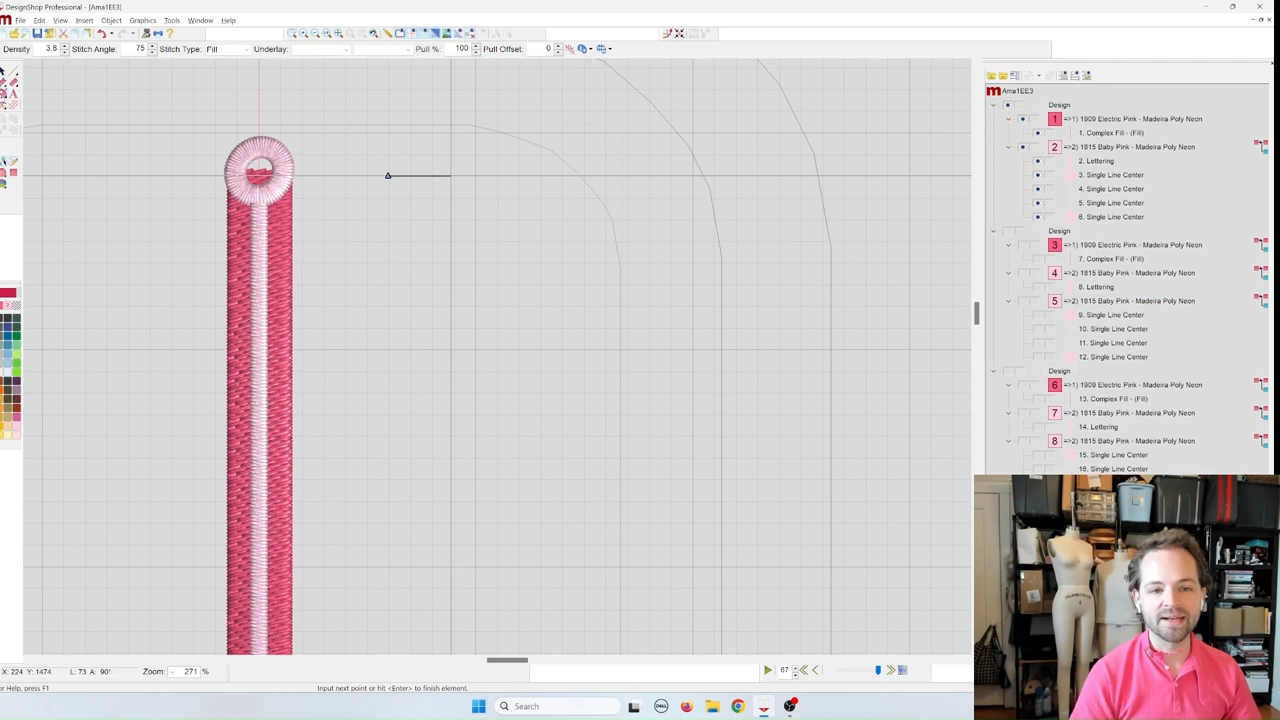 DesignShop Professional - [Ama1EE3]
File Edit View Insert Object Graphics Tools Window Help
Density 3.8 Stitch Angle: 75 Stitch Type: Fill Underlay: Pull %: 100 Pull Offset: 0
Ama1EE3
Design
1 =>1) 1909 Electric Pink - Madeira Poly Neon
1. Complex Fill - (Fill)
2 =>2) 1815 Baby Pink - Madeira Poly Neon
2. Lettering
3. Single Line Center
4. Single Line Center
5. Single Line Center
6. Single Line Center
Design
3 =>1) 1909 Electric Pink - Madeira Poly Neon
7. Complex Fill - (Fill)
4 =>2) 1815 Baby Pink - Madeira Poly Neon
8. Lettering
5 =>2) 1815 Baby Pink - Madeira Poly Neon
9. Single Line Center
10. Single Line Center
11. Single Line Center
12. Single Line Center
Design
6 =>1) 1909 Electric Pink - Madeira Poly Neon
13. Complex Fill - (Fill)
7 =>2) 1815 Baby Pink - Madeira Poly Neon
14. Lettering
8 =>2) 1815 Baby Pink - Madeira Poly Neon
15. Single Line Center
16. Single Line Center
Zoom: 271 % 67
or Help, press F1 Input next point or hit <Enter> to finish element.
Search
DELL